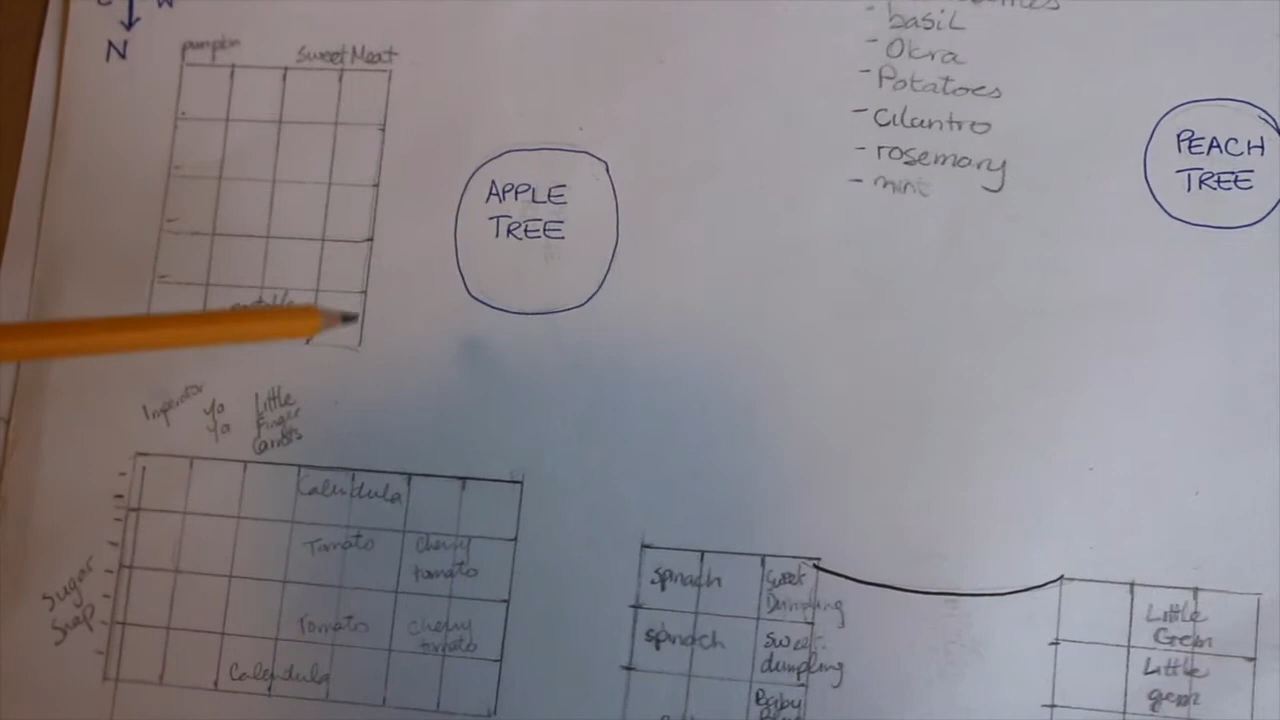 N
pumpkin
Sweet Meat
APPLE
TREE
- basil
- Okra
- Potatoes
- Cilantro
- rosemary
- mint
PEACH
TREE
Imperator
Ya
Ya
Little
Finger
Carrots
Sugar
Snap
Calendula
Tomato
cherry
tomato
Tomato
cherry
tomato
Calendula
Spinach
Sweet
Dumpling
Spinach
Sweet
dumpling
Baby
Little
Gem
Little
gem